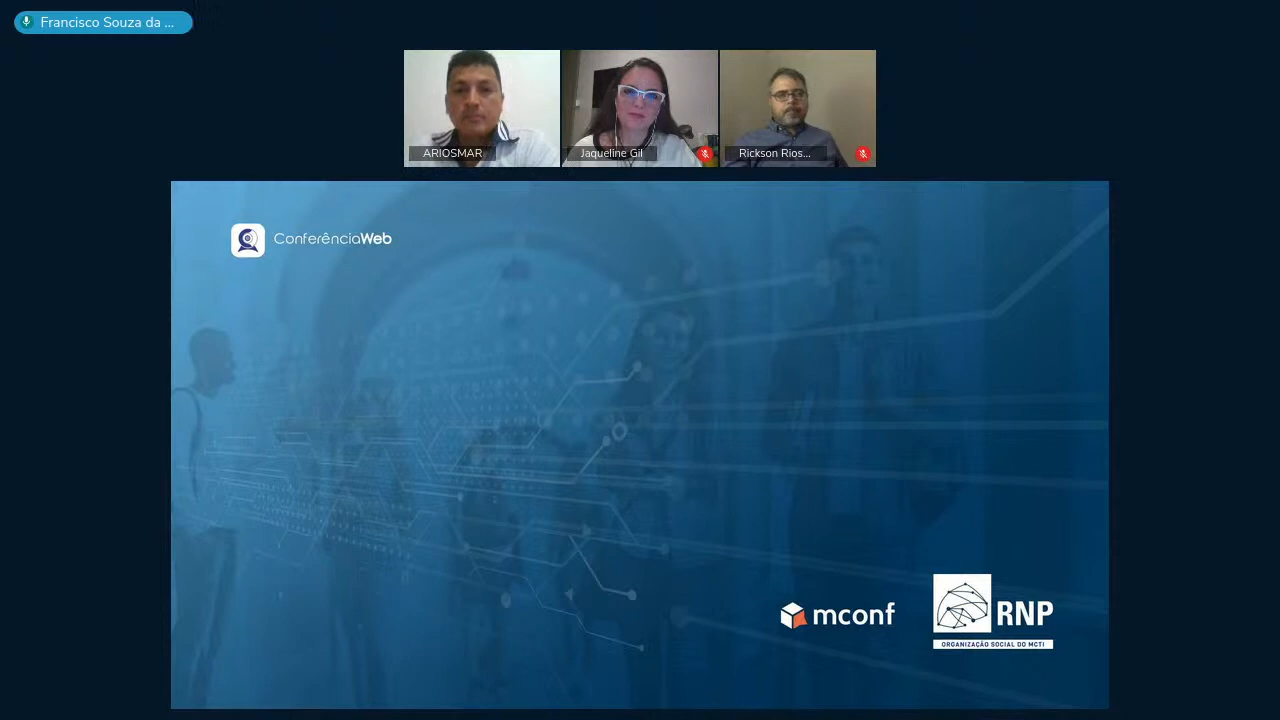 Francisco Souza da ...
ARIOSMAR
Jaqueline Gil
Rickson Rios...
ConferênciaWeb
mconf
RNP
ORGANIZAÇÃO SOCIAL DO MCTI